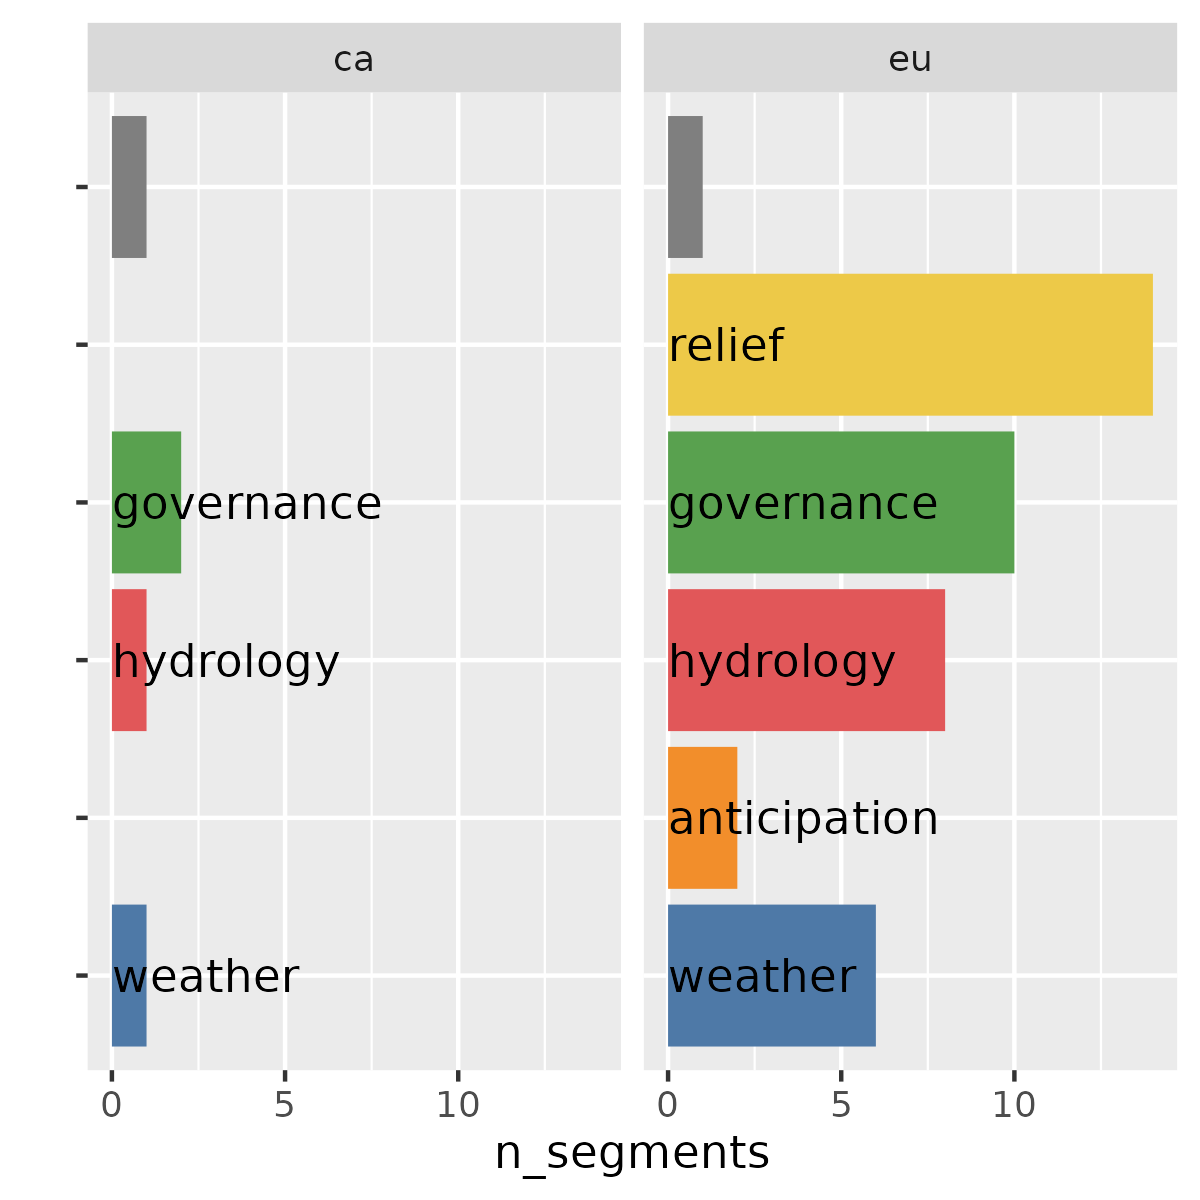 ca
eu
relief
governance
governance
hydrology
hydrology
anticipation
weather
weather
0 5 10
0 5 10
n_segments